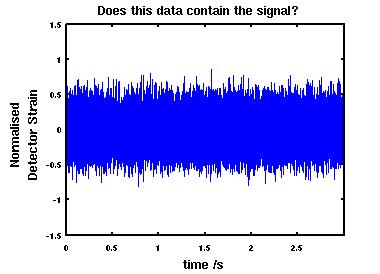 Does this data contain the signal?
1.5
1
0.5
0
-0.5
-1
-1.5
Normalised
Detector Strain
0 0.5 1 1.5 2 2.5
time /s